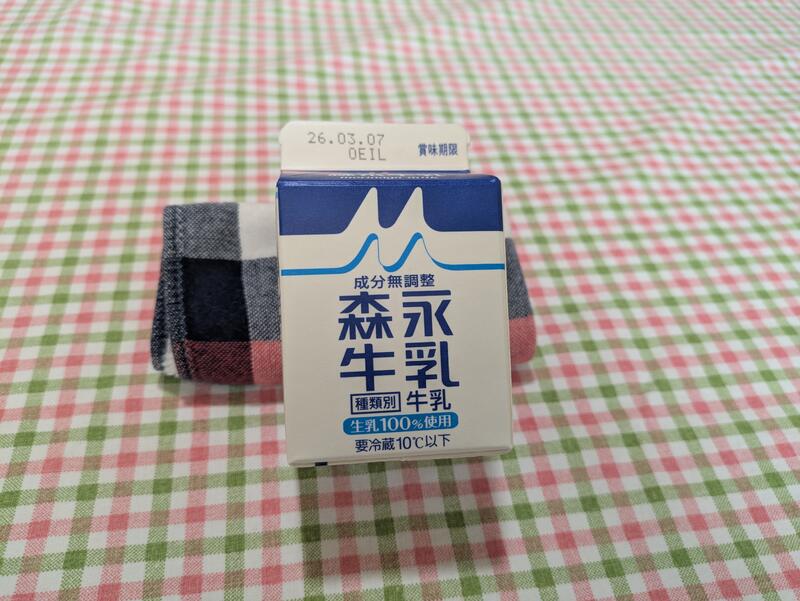 26.03.07
OEIL
賞味期限
成分無調整
森永
牛乳
種類別 牛乳
生乳100%使用
要冷蔵10℃以下